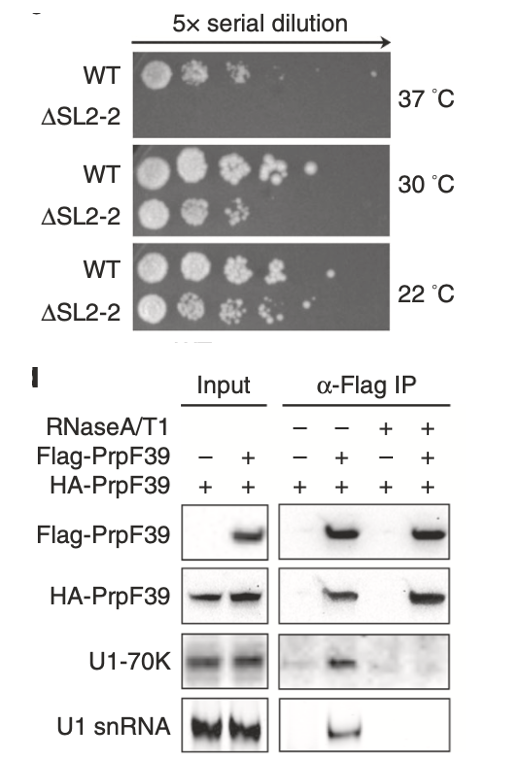 5× serial dilution
WT
37 °C
ΔSL2-2
WT
30 °C
ΔSL2-2
WT
22 °C
ΔSL2-2
Input
α-Flag IP
RNaseA/T1 − − + +
Flag-PrpF39 − + − + − +
HA-PrpF39 + + + + + +
Flag-PrpF39
HA-PrpF39
U1-70K
U1 snRNA